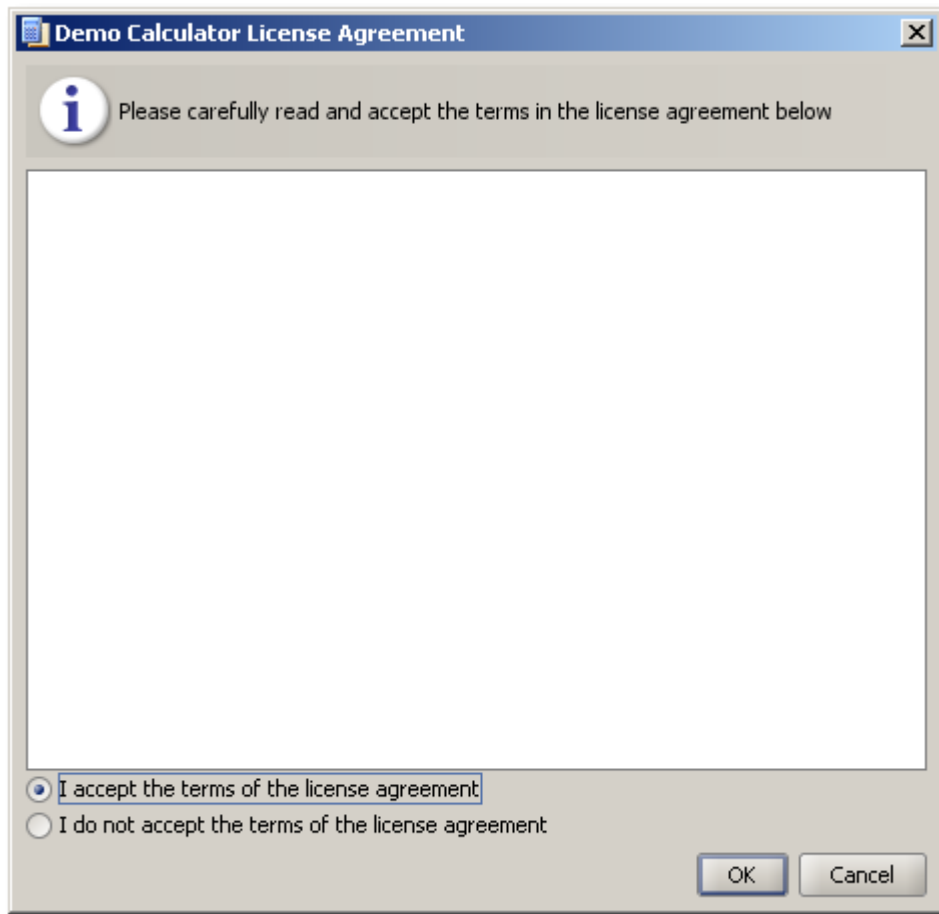 Demo Calculator License Agreement
Please carefully read and accept the terms in the license agreement below
I accept the terms of the license agreement
I do not accept the terms of the license agreement
OK Cancel